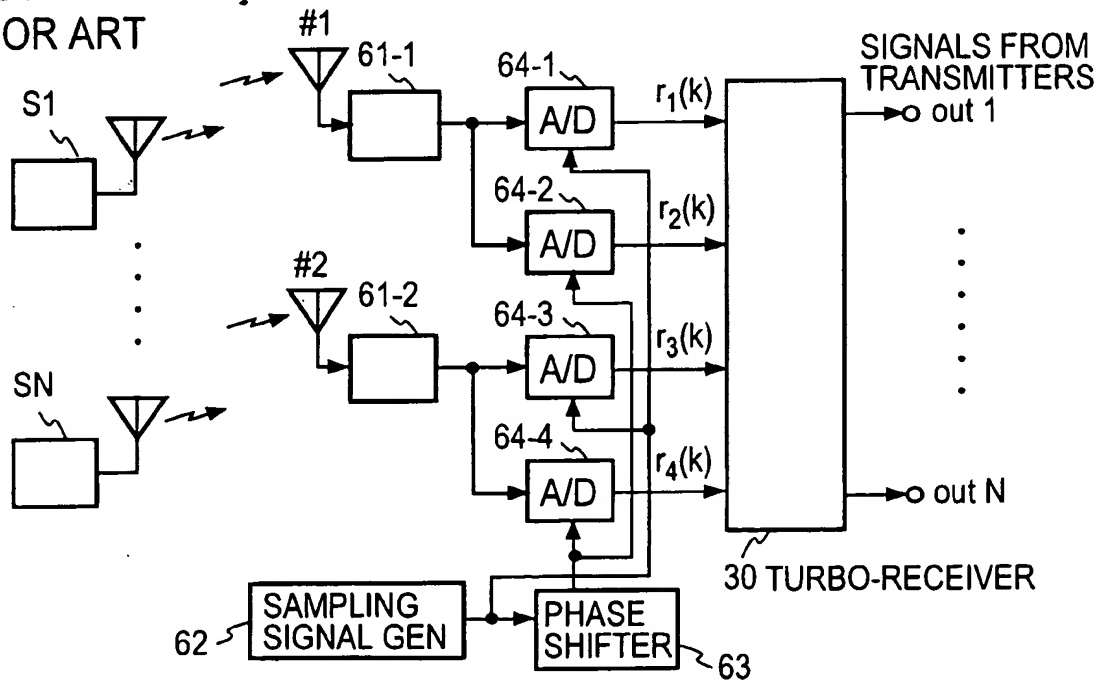 OR ART
#1
61-1
64-1
SIGNALS FROM
TRANSMITTERS
S1
A/D
r1(k)
out 1
64-2
A/D
r2(k)
#2
61-2
64-3
A/D
r3(k)
SN
64-4
A/D
r4(k)
out N
30 TURBO-RECEIVER
SAMPLING
SIGNAL GEN
62
PHASE
SHIFTER
63